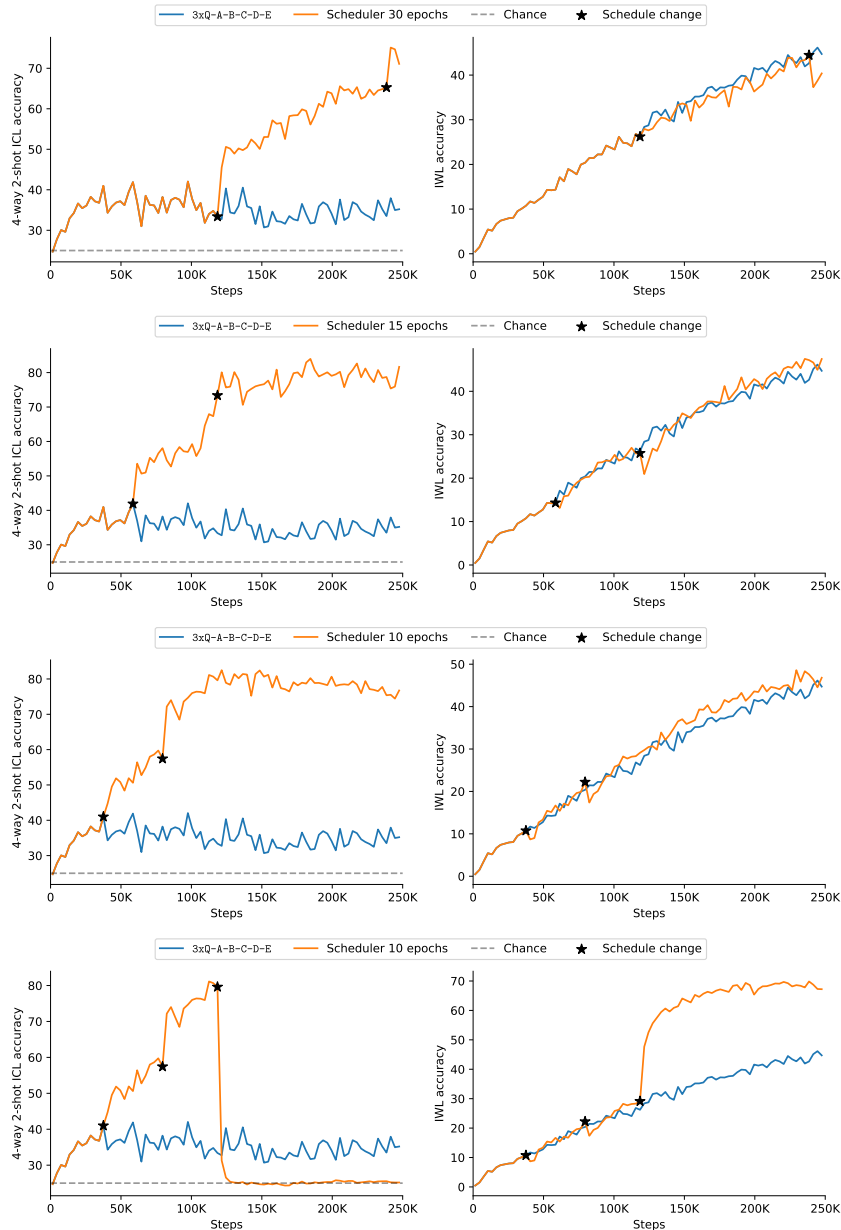 3xQ-A-B-C-D-E Scheduler 30 epochs Chance Schedule change
4-way 2-shot ICL accuracy
70
60
50
40
30
0 50K 100K 150K 200K 250K
Steps
IWL accuracy
40
30
20
10
0
0 50K 100K 150K 200K 250K
Steps
3xQ-A-B-C-D-E Scheduler 15 epochs Chance Schedule change
4-way 2-shot ICL accuracy
80
70
60
50
40
30
0 50K 100K 150K 200K 250K
Steps
IWL accuracy
40
30
20
10
0
0 50K 100K 150K 200K 250K
Steps
3xQ-A-B-C-D-E Scheduler 10 epochs Chance Schedule change
4-way 2-shot ICL accuracy
80
70
60
50
40
30
0 50K 100K 150K 200K 250K
Steps
IWL accuracy
50
40
30
20
10
0
0 50K 100K 150K 200K 250K
Steps
3xQ-A-B-C-D-E Scheduler 10 epochs Chance Schedule change
4-way 2-shot ICL accuracy
80
70
60
50
40
30
0 50K 100K 150K 200K 250K
Steps
IWL accuracy
70
60
50
40
30
20
10
0
0 50K 100K 150K 200K 250K
Steps